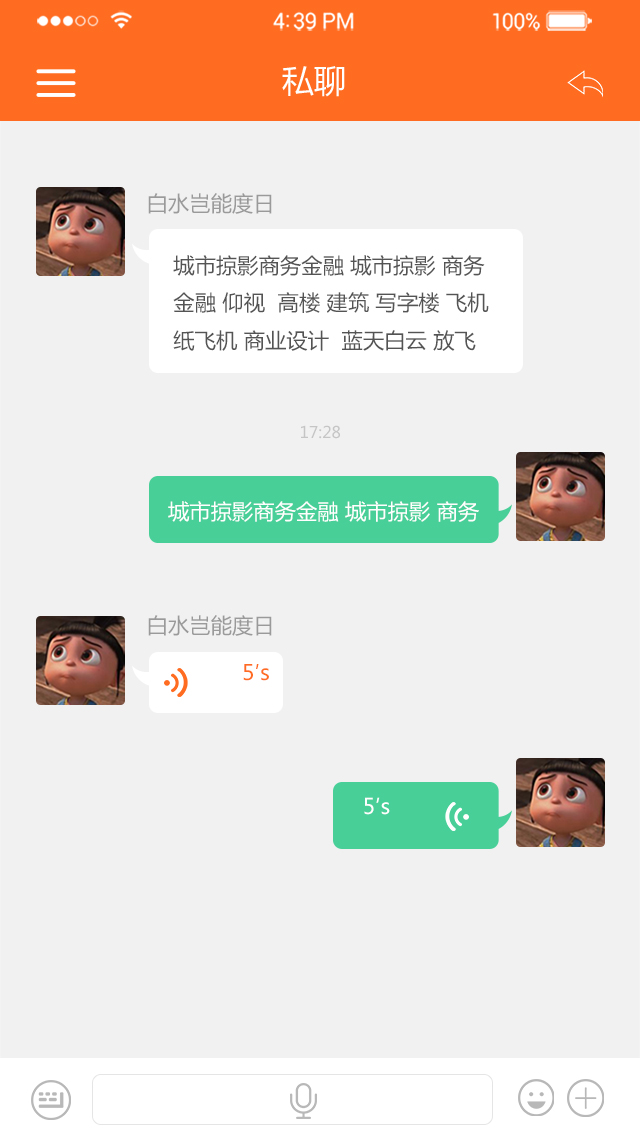 4:39 PM 100%
私聊
白水岂能度日
城市掠影商务金融 城市掠影 商务
金融 仰视 高楼 建筑 写字楼 飞机
纸飞机 商业设计 蓝天白云 放飞
17:28
城市掠影商务金融 城市掠影 商务
白水岂能度日
5's
5's